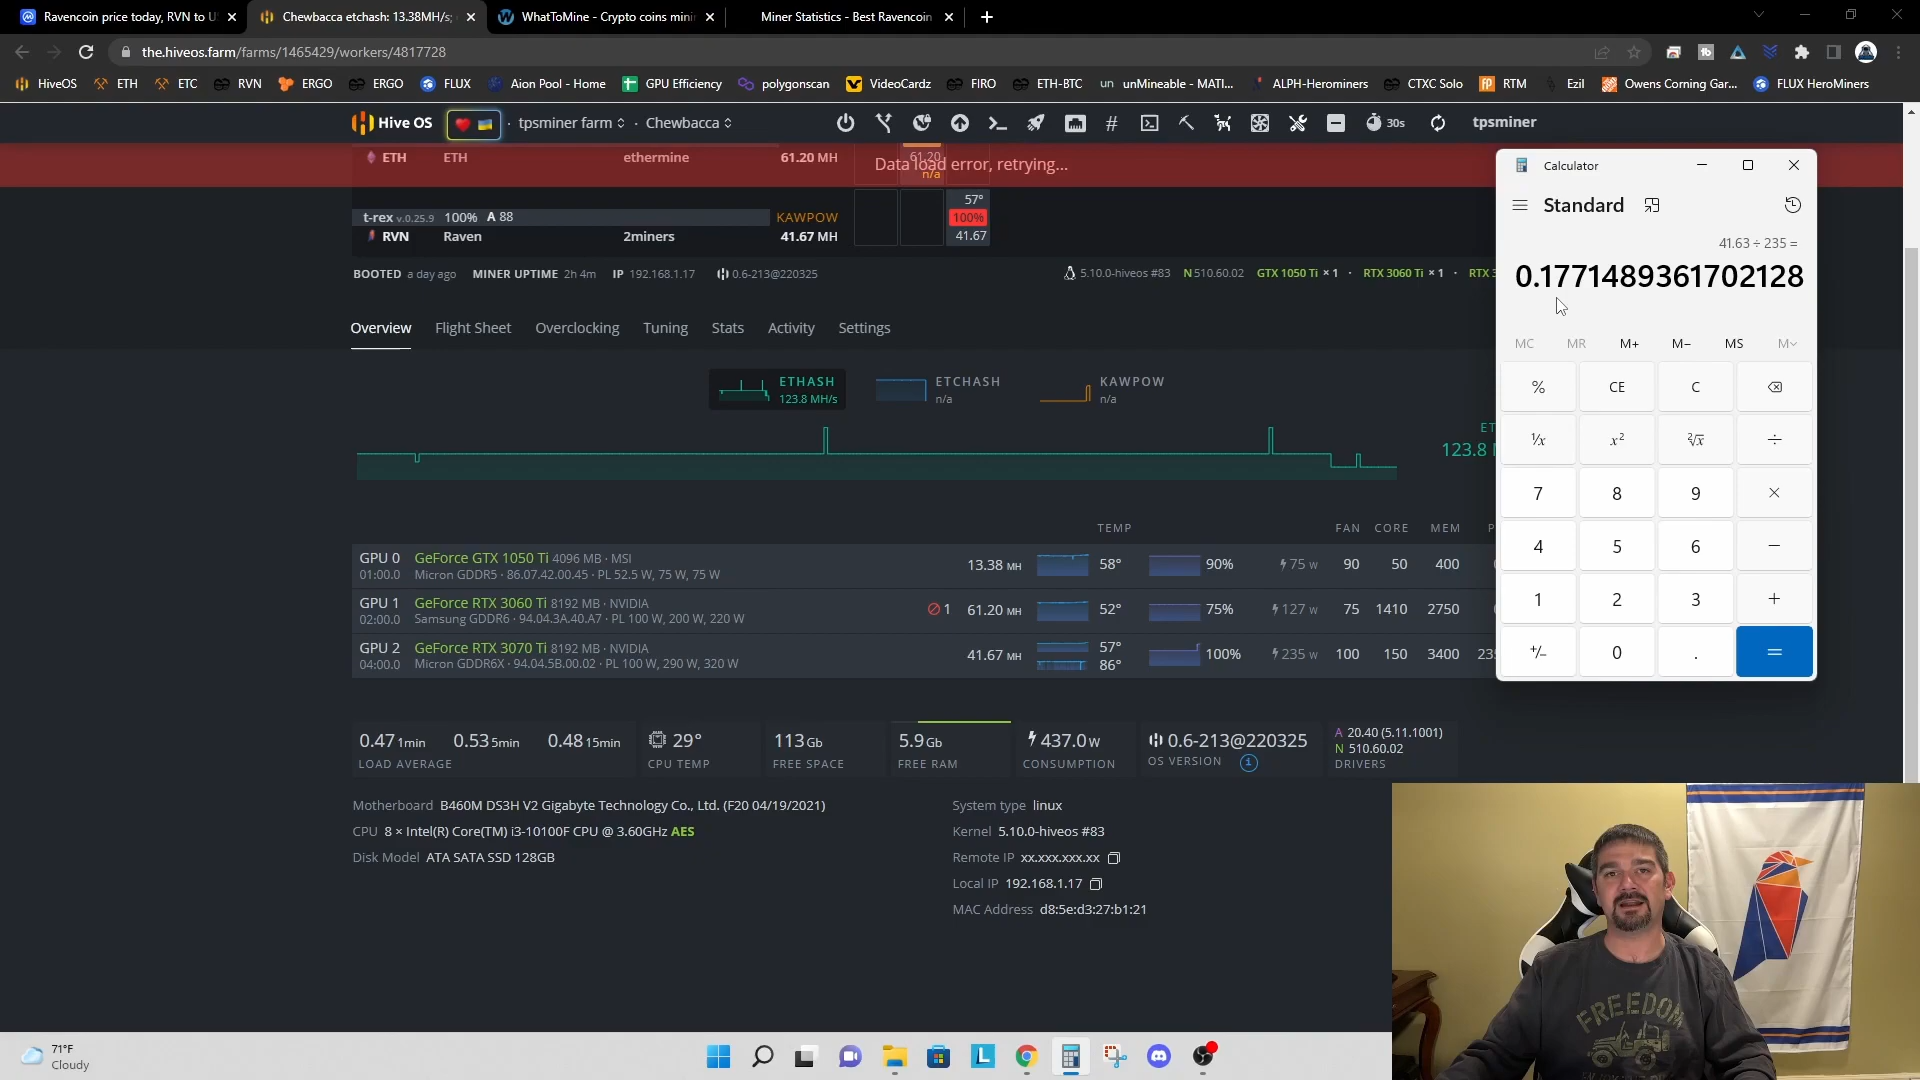 Ravencoin price today, RVN to U
Chewbacca etchash: 13.38MH/s;
WhatToMine - Crypto coins mini
Miner Statistics - Best Ravencoin
the.hiveos.farm/farms/1465429/workers/4817728
HiveOS ETH ETC RVN ERGO ERGO FLUX Aion Pool - Home GPU Efficiency polygonscan VideoCardz FIRO ETH-BTC un unMineable - MATI... ALPH-Herominers CTXC Solo RTM Ezil Owens Corning Gar... FLUX HeroMiners
Hive OS · tpsminer farm · Chewbacca
30s tpsminer
ETH ETH ethermine 61.20 MH 61.20
n/a
Data load error, retrying...
t-rex v.0.25.9 100% A 88 KAWPOW
RVN Raven 2miners 41.67 MH
57°
100%
41.67
BOOTED a day ago MINER UPTIME 2h 4m IP 192.168.1.17 0.6-213@220325
5.10.0-hiveos #83 N 510.60.02 GTX 1050 Ti × 1 · RTX 3060 Ti × 1 · RTX 3
Overview Flight Sheet Overclocking Tuning Stats Activity Settings
ETHASH
123.8 MH/s
ETCHASH
n/a
KAWPOW
n/a
ET
123.8
TEMP FAN CORE MEM P
GPU 0 GeForce GTX 1050 Ti 4096 MB · MSI 13.38 MH 58° 90% 75 W 90 50 400
01:00.0 Micron GDDR5 · 86.07.42.00.45 · PL 52.5 W, 75 W, 75 W
GPU 1 GeForce RTX 3060 Ti 8192 MB · NVIDIA 1 61.20 MH 52° 75% 127 W 75 1410 2750
02:00.0 Samsung GDDR6 · 94.04.3A.40.A7 · PL 100 W, 200 W, 220 W
GPU 2 GeForce RTX 3070 Ti 8192 MB · NVIDIA 41.67 MH 57° 86° 100% 235 W 100 150 3400 235
04:00.0 Micron GDDR6X · 94.04.5B.00.02 · PL 100 W, 290 W, 320 W
0.47 1min 0.53 5min 0.48 15min
LOAD AVERAGE
29°
CPU TEMP
113 Gb
FREE SPACE
5.9 Gb
FREE RAM
437.0 W
CONSUMPTION
0.6-213@220325
OS VERSION
A 20.40 (5.11.1001)
N 510.60.02
DRIVERS
Motherboard B460M DS3H V2 Gigabyte Technology Co., Ltd. (F20 04/19/2021)
CPU 8 × Intel(R) Core(TM) i3-10100F CPU @ 3.60GHz AES
Disk Model ATA SATA SSD 128GB
System type linux
Kernel 5.10.0-hiveos #83
Remote IP xx.xxx.xxx.xx
Local IP 192.168.1.17
MAC Address d8:5e:d3:27:b1:21
Calculator
Standard
41.63 ÷ 235 =
0.1771489361702128
MC MR M+ M− MS M
% CE C
1/x x² ²√x ÷
7 8 9 ×
4 5 6 −
1 2 3 +
+/− 0 . =
FREEDOM
71°F
Cloudy
L